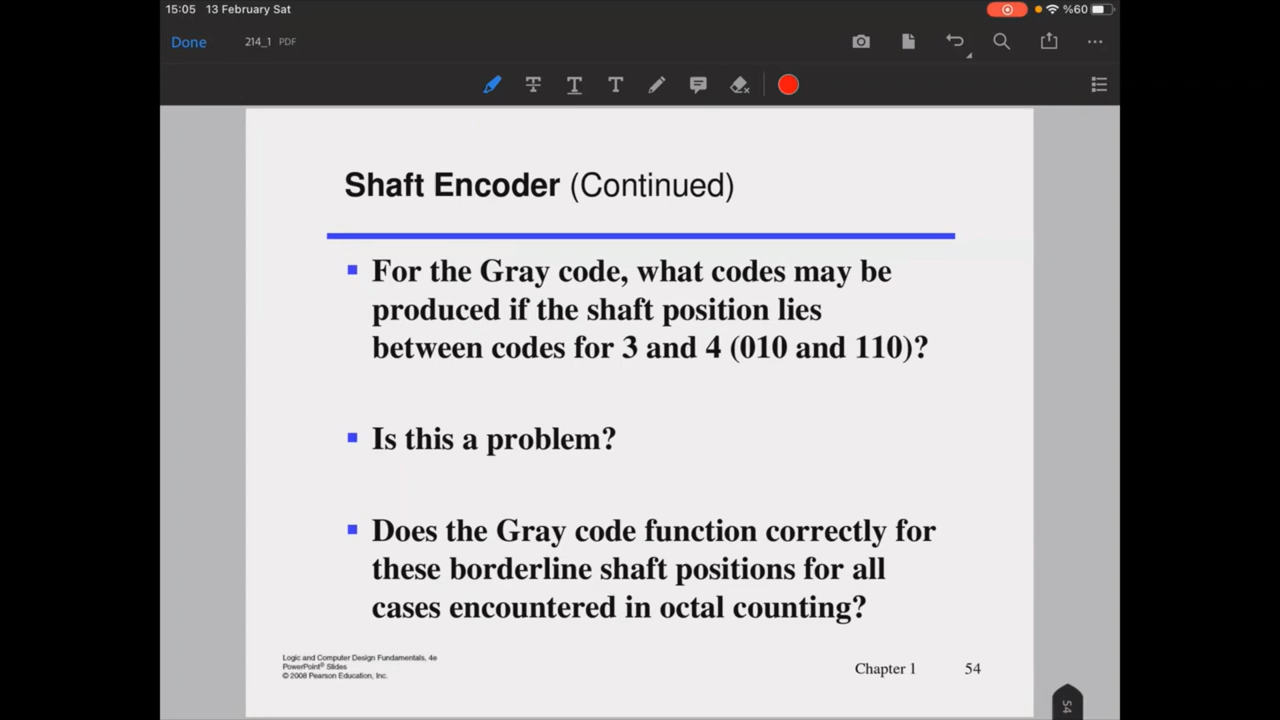 15:05 13 February Sat
%60
Done
214_1 PDF
T T T
Shaft Encoder (Continued)
For the Gray code, what codes may be
produced if the shaft position lies
between codes for 3 and 4 (010 and 110)?
Is this a problem?
Does the Gray code function correctly for
these borderline shaft positions for all
cases encountered in octal counting?
Logic and Computer Design Fundamentals, 4e
PowerPoint® Slides
© 2008 Pearson Education, Inc.
Chapter 1 54
54